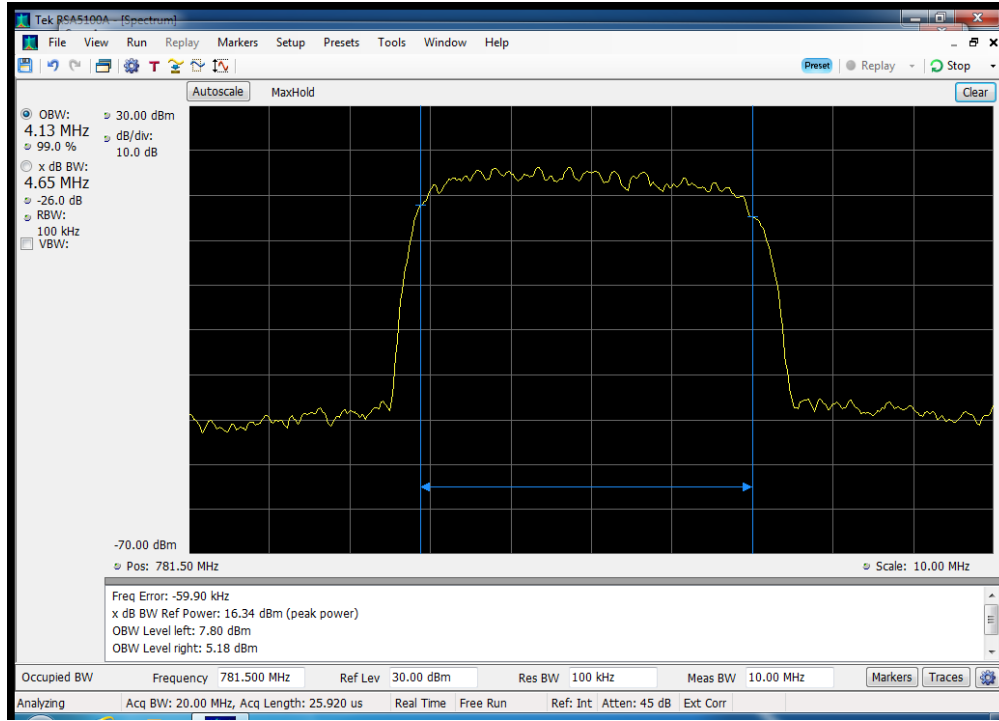 Tek RSA5100A - [Spectrum]
File View Run Replay Markers Setup Presets Tools Window Help
Preset Replay Stop
Autoscale MaxHold Clear
OBW:
4.13 MHz
99.0 %
x dB BW:
4.65 MHz
-26.0 dB
RBW:
100 kHz
VBW:
30.00 dBm
dB/div:
10.0 dB
-70.00 dBm
Pos: 781.50 MHz Scale: 10.00 MHz
Freq Error: -59.90 kHz
x dB BW Ref Power: 16.34 dBm (peak power)
OBW Level left: 7.80 dBm
OBW Level right: 5.18 dBm
Occupied BW Frequency 781.500 MHz Ref Lev 30.00 dBm Res BW 100 kHz Meas BW 10.00 MHz Markers Traces
Analyzing Acq BW: 20.00 MHz, Acq Length: 25.920 us Real Time Free Run Ref: Int Atten: 45 dB Ext Corr